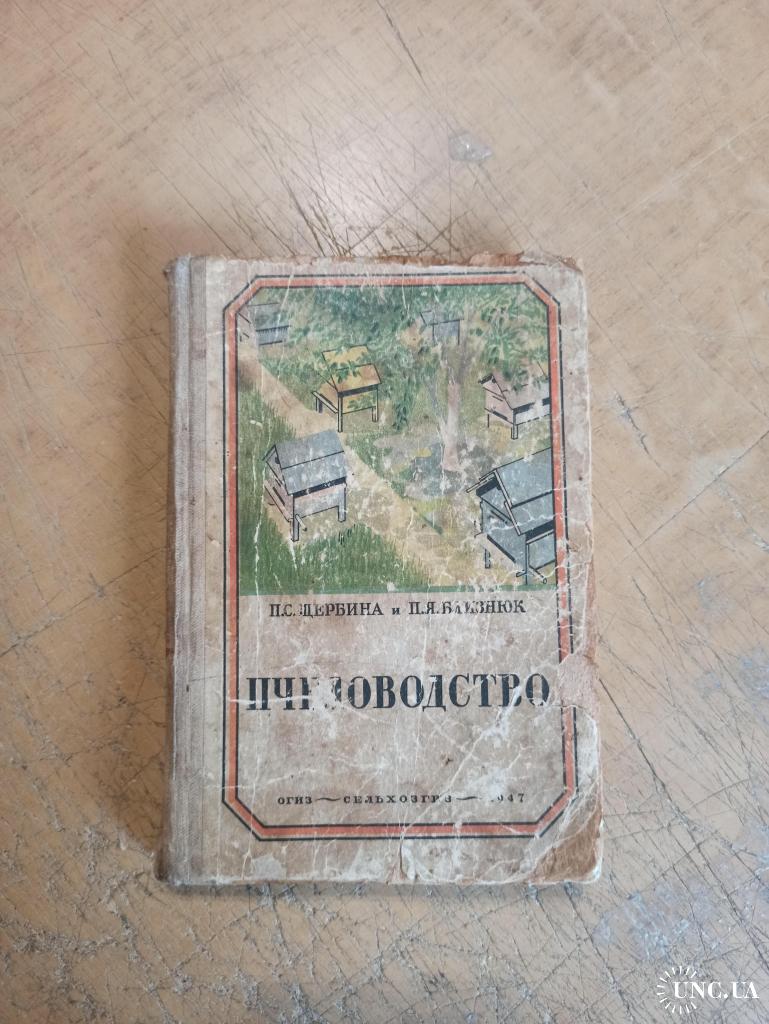 П.С. ЩЕРБИНА и П.Я. БЛИЗНЮК
ПЧЕЛОВОДСТВО
ОГИЗ — СЕЛЬХОЗГИЗ — 1947
UNC.UA